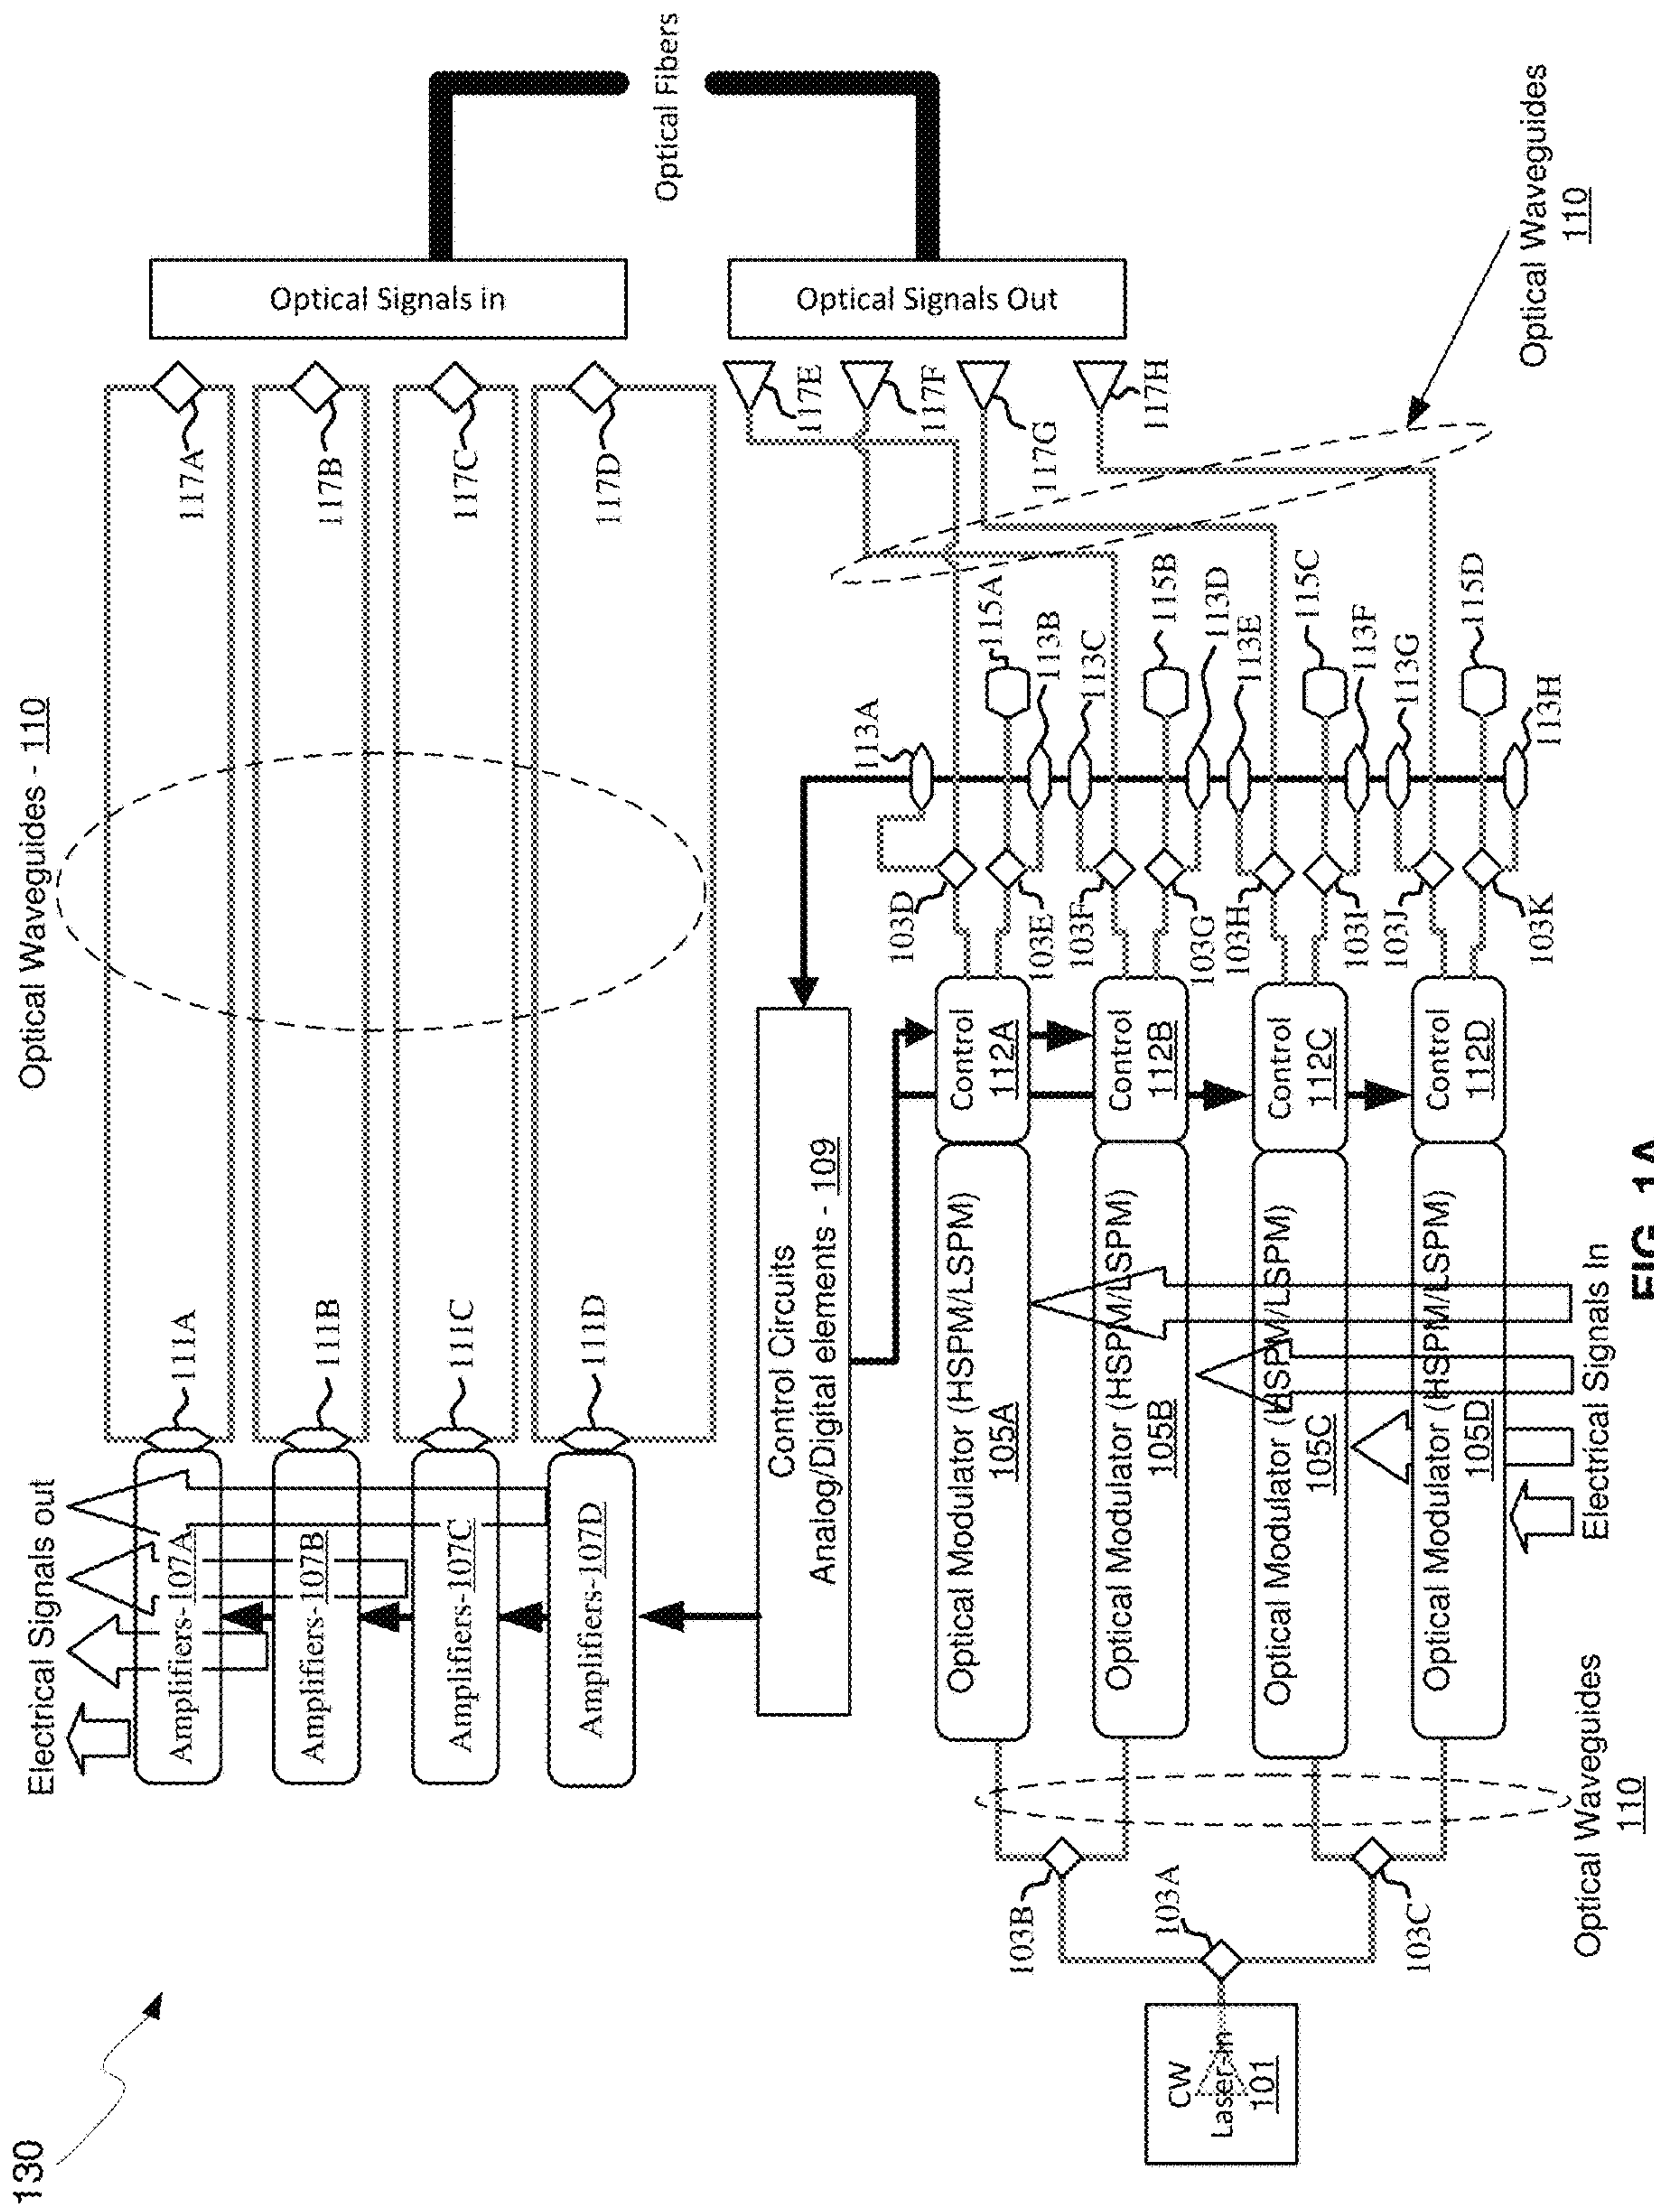 130
Optical Waveguides - 110
Electrical Signals out
Amplifiers-107A
Amplifiers-107B
Amplifiers-107C
Amplifiers-107D
111A
111B
111C
111D
117A
117B
117C
117D
Optical Signals in
Optical Fibers
Optical Signals Out
117E
117F
117G
117H
Optical Waveguides
110
Control Circuits
Analog/Digital elements - 109
CW
Laser-in
101
103A
103B
103C
Optical Waveguides
110
Optical Modulator (HSPM/LSPM)
105A
Optical Modulator (HSPM/LSPM)
105B
Optical Modulator (HSPM/LSPM)
105C
Optical Modulator (HSPM/LSPM)
105D
Electrical Signals In
Control
112A
Control
112B
Control
112C
Control
112D
103D
103E
103F
103G
103H
103I
103J
103K
113A
113B
113C
113D
113E
113F
113G
113H
115A
115B
115C
115D
FIG. 1A